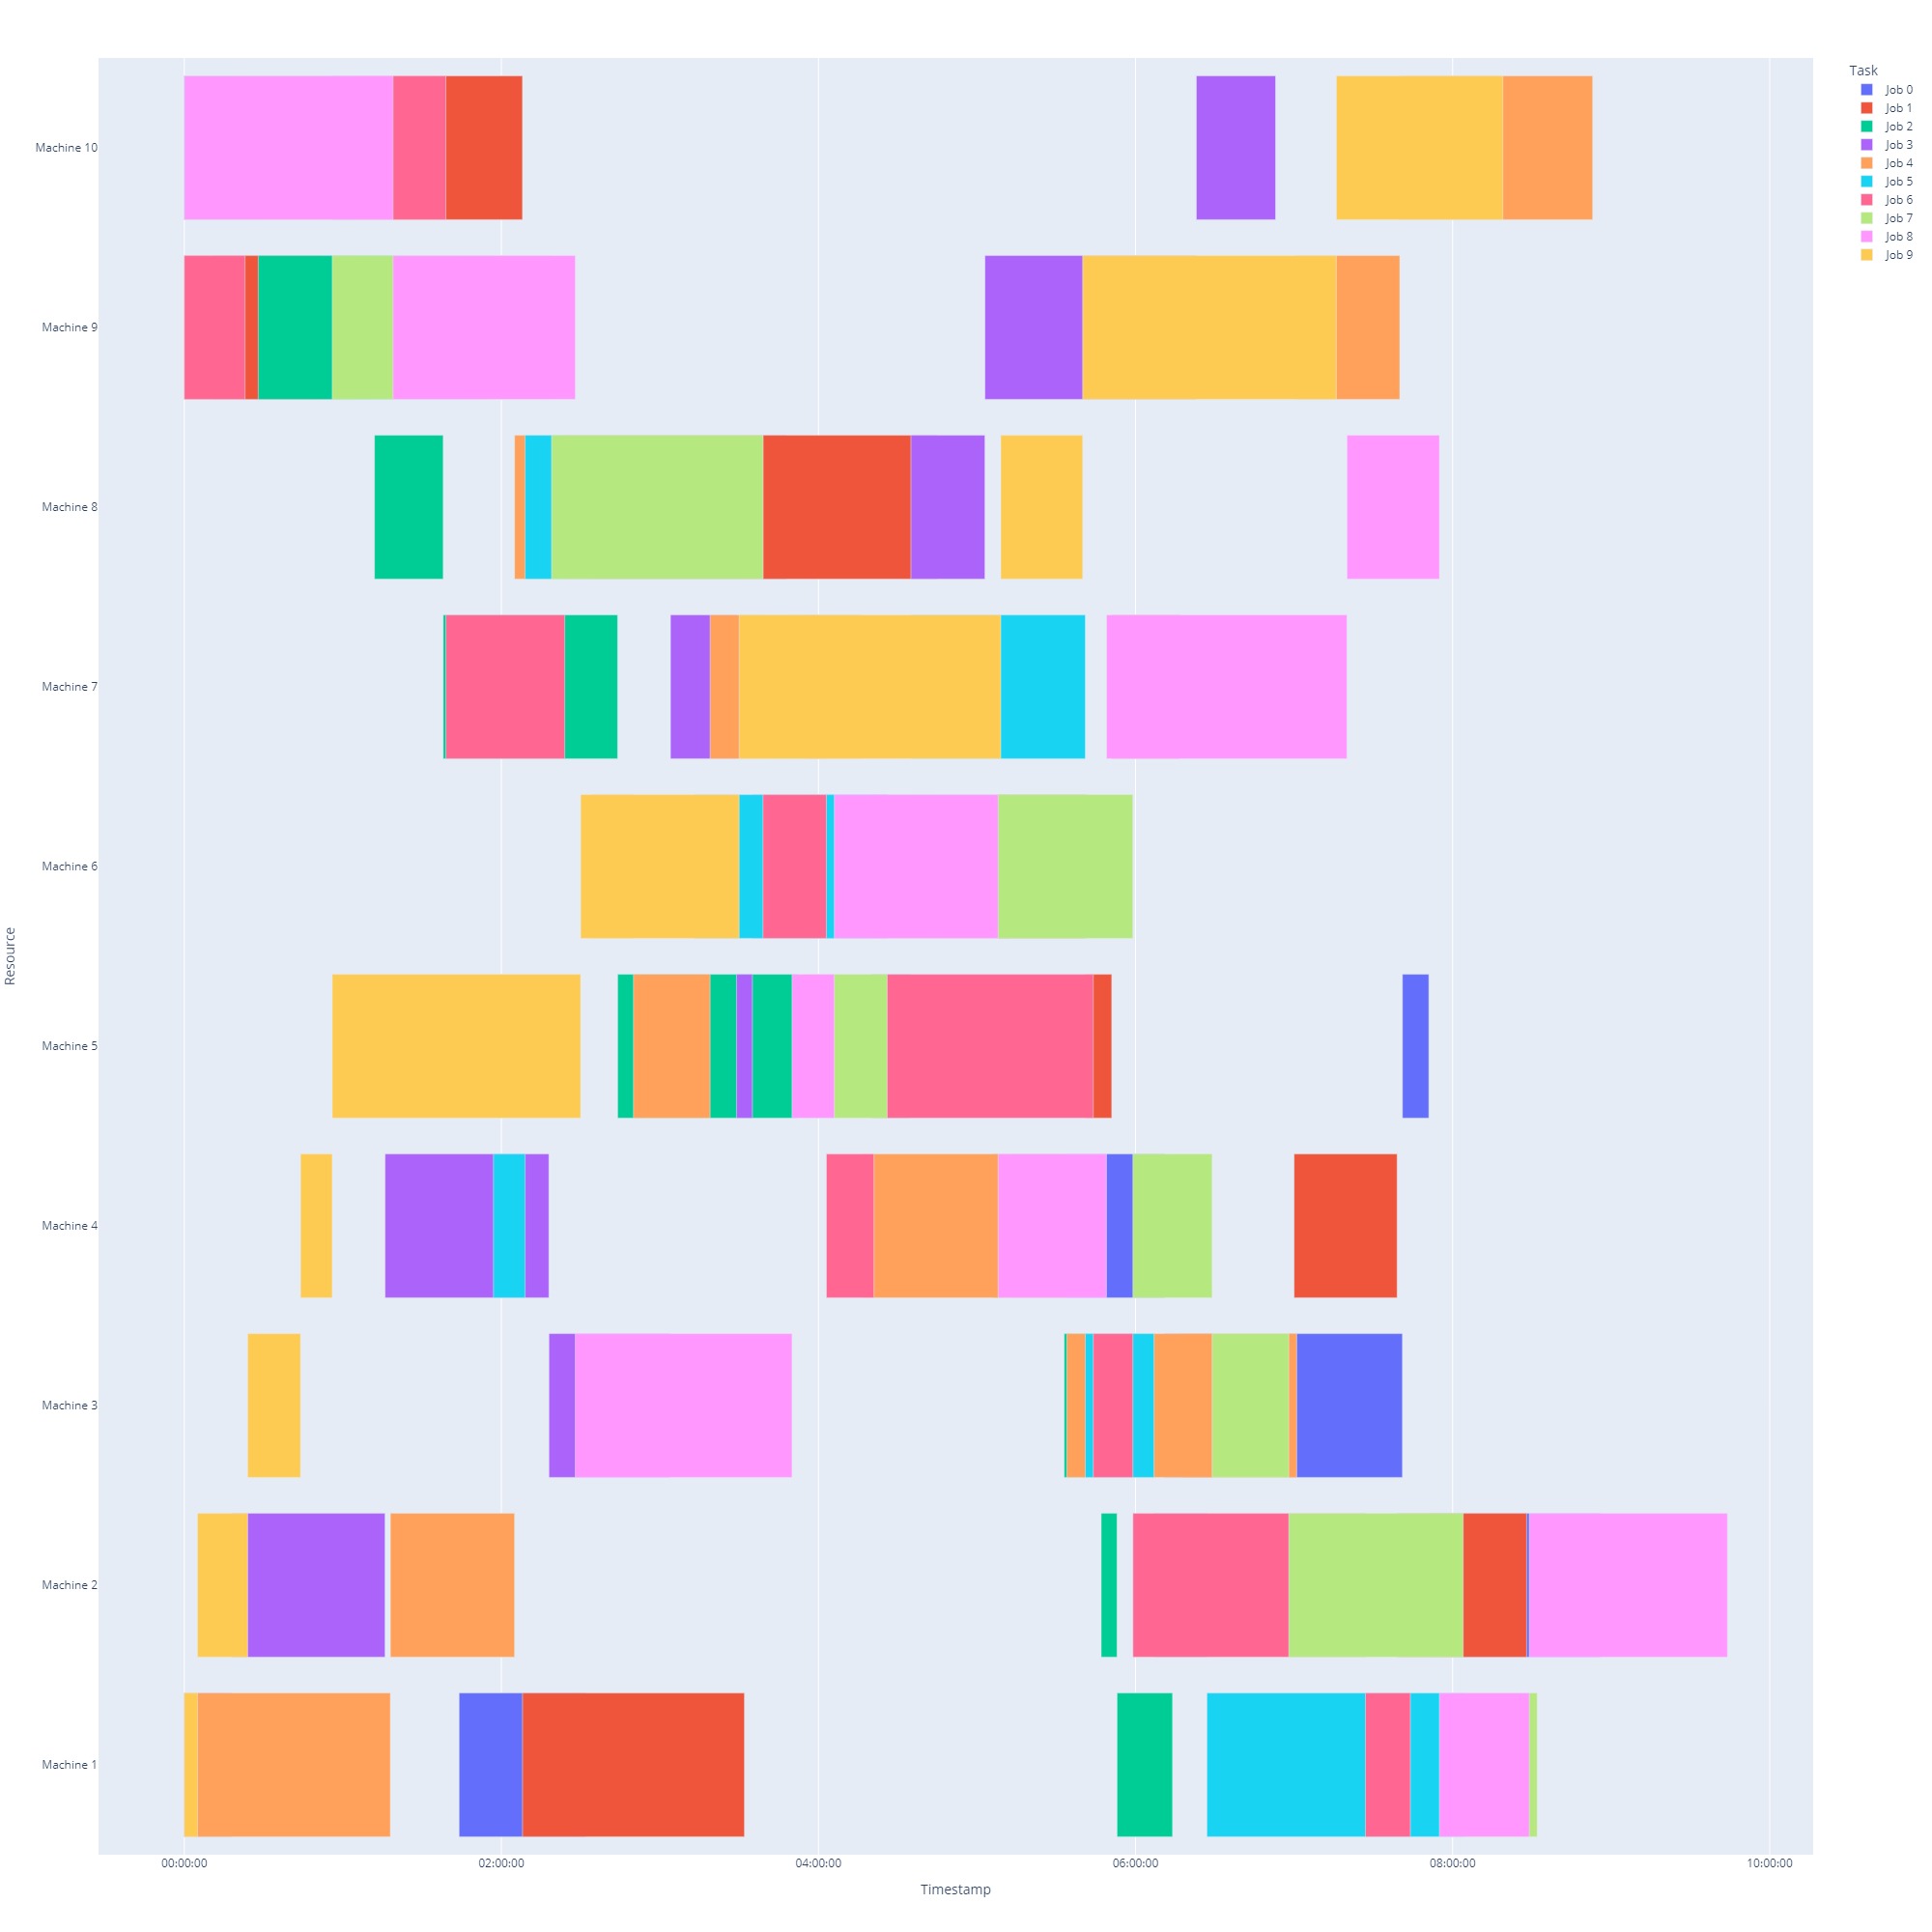 Task
Job 0
Job 1
Job 2
Job 3
Job 4
Job 5
Job 6
Job 7
Job 8
Job 9
Machine 10
Machine 9
Machine 8
Machine 7
Machine 6
Machine 5
Machine 4
Machine 3
Machine 2
Machine 1
Resource
00:00:00 02:00:00 04:00:00 06:00:00 08:00:00 10:00:00
Timestamp